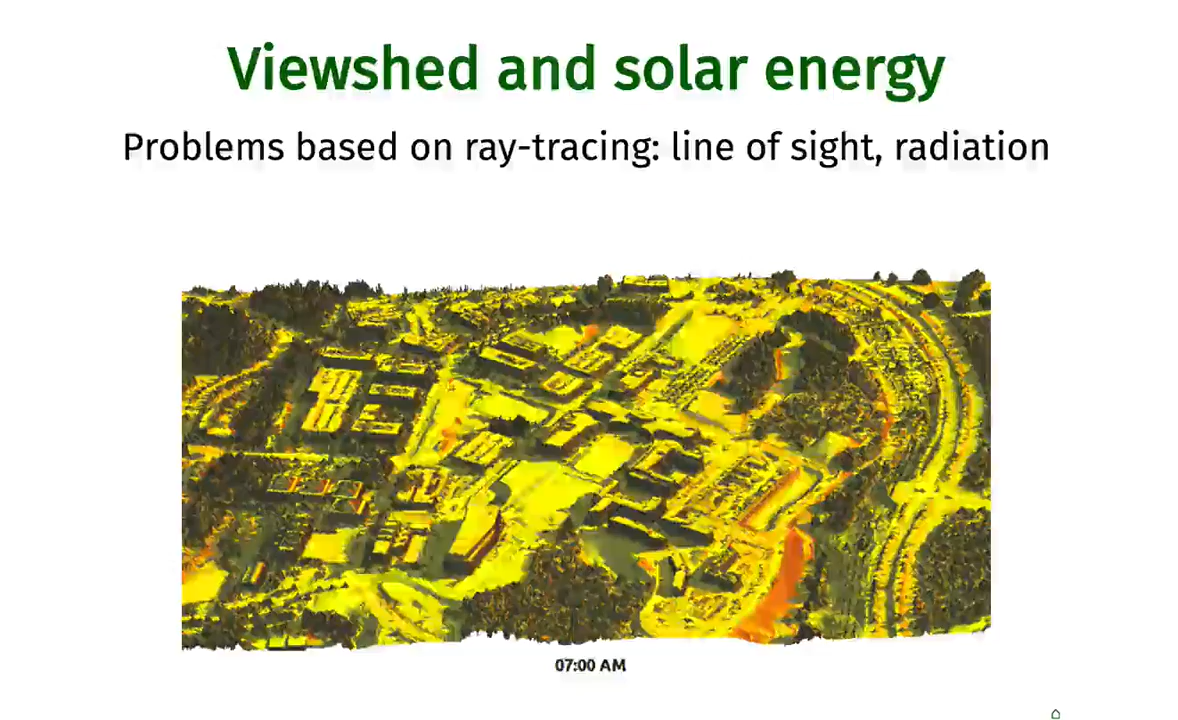 Viewshed and solar energy
Problems based on ray-tracing: line of sight, radiation
07:00 AM